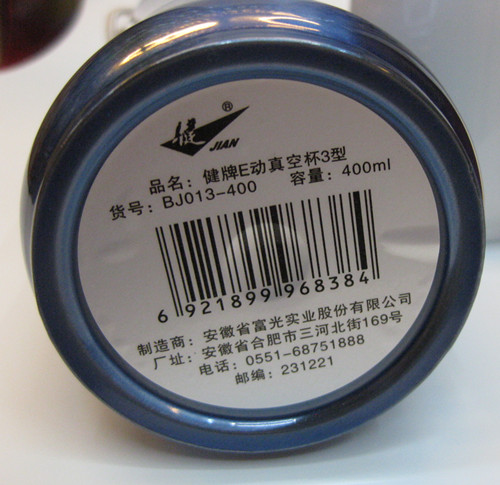 健®
JIAN
品名：健牌E动真空杯3型
货号：BJ013-400 容量：400ml
6 921899 968384
制造商：安徽省富光实业股份有限公司
厂址：安徽省合肥市三河北街169号
电话：0551-68751888
邮编：231221